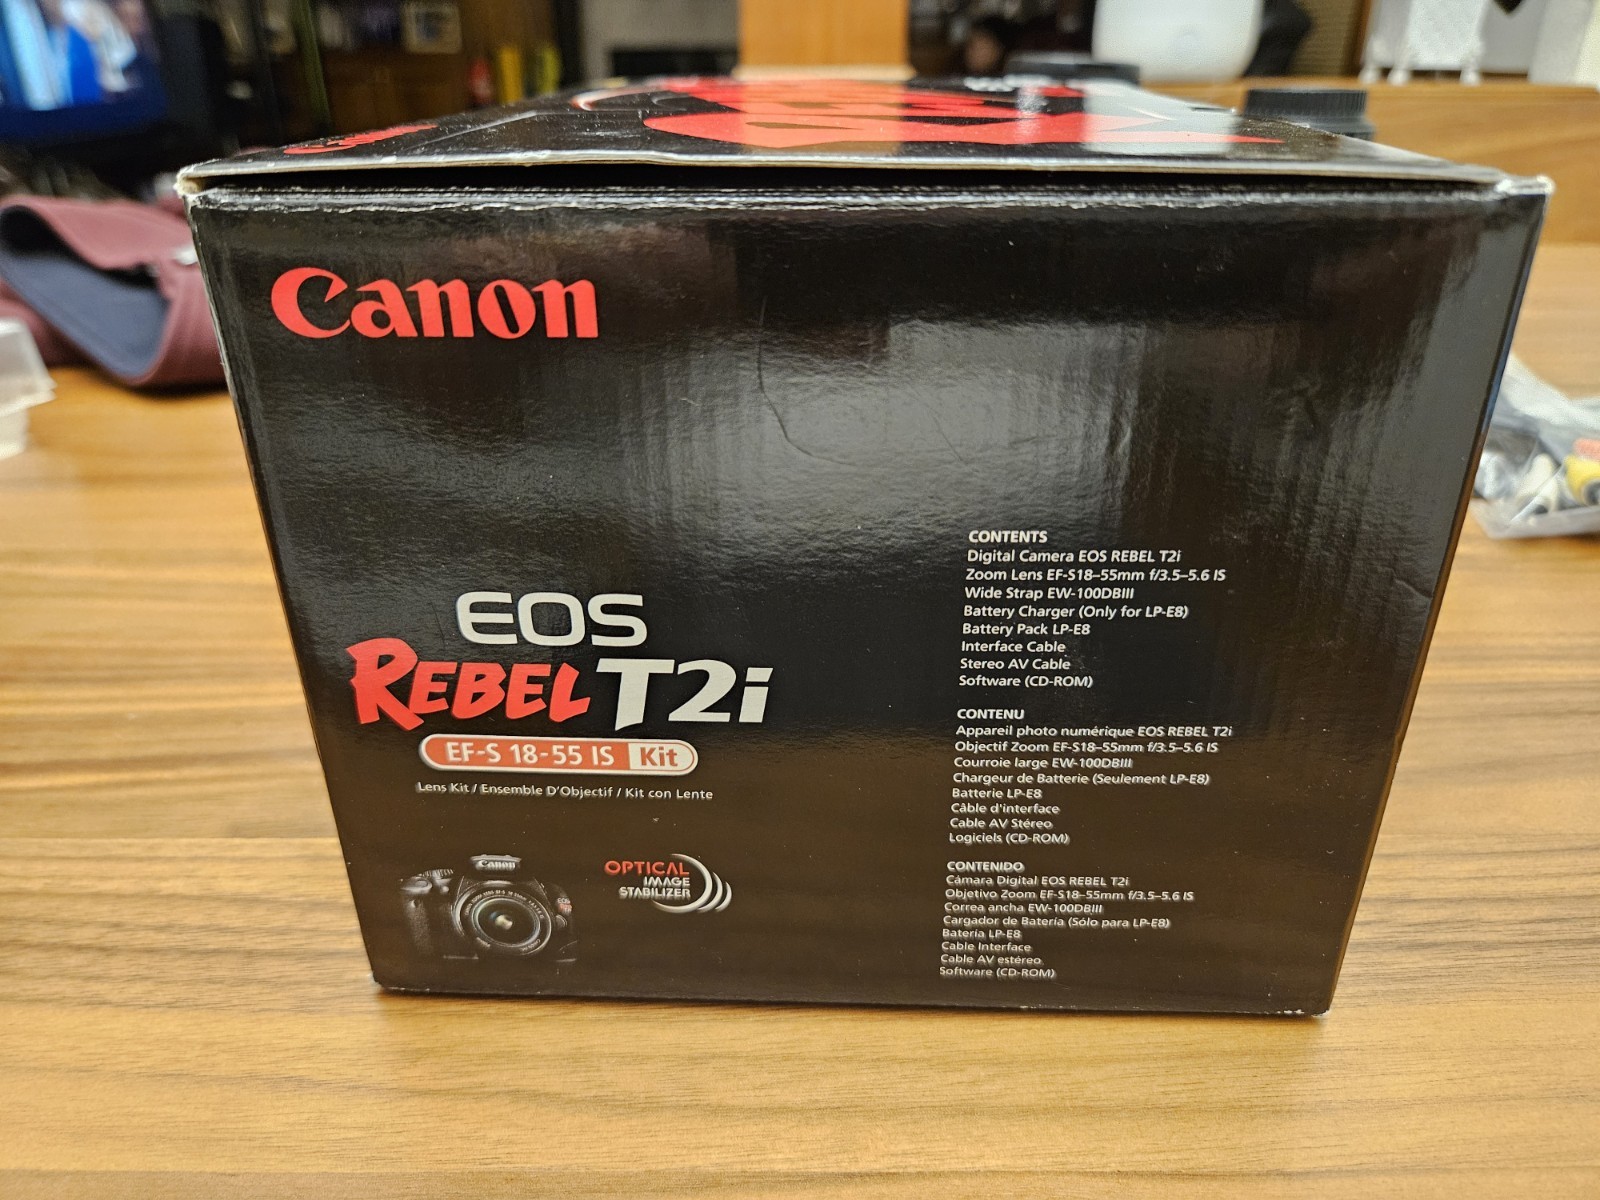 Canon
EOS
REBEL T2i
EF-S 18-55 IS Kit
Lens Kit / Ensemble D'Objectif / Kit con Lente
Canon
OPTICAL
IMAGE
STABILIZER
CONTENTS
Digital Camera EOS REBEL T2i
Zoom Lens EF-S18–55mm f/3.5–5.6 IS
Wide Strap EW-100DBIII
Battery Charger (Only for LP-E8)
Battery Pack LP-E8
Interface Cable
Stereo AV Cable
Software (CD-ROM)
CONTENU
Appareil photo numérique EOS REBEL T2i
Objectif Zoom EF-S18–55mm f/3.5–5.6 IS
Courroie large EW-100DBIII
Chargeur de Batterie (Seulement LP-E8)
Batterie LP-E8
Câble d'interface
Cable AV Stéreo
Logiciels (CD-ROM)
CONTENIDO
Cámara Digital EOS REBEL T2i
Objetivo Zoom EF-S18–55mm f/3.5–5.6 IS
Correa ancha EW-100DBIII
Cargador de Batería (Sólo para LP-E8)
Batería LP-E8
Cable Interface
Cable AV estéreo
Software (CD-ROM)